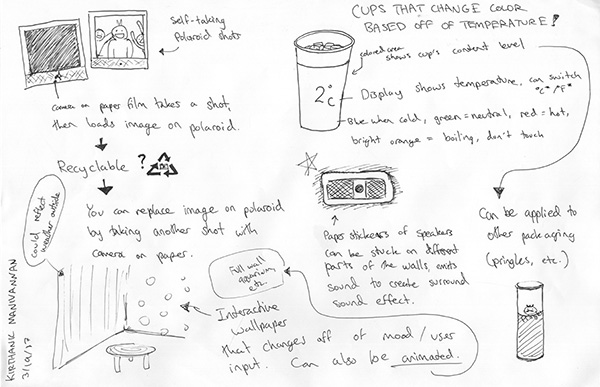 Self-taking
Polaroid shots
Camera on paper film takes a shot,
then loads image on polaroid.
Recyclable ?
You can replace image on polaroid
by taking another shot with
camera on paper.
could reflect
weather outside
Interactive
Wallpaper
that changes off of mood/user
input. Can also be animated.
Full wall
aquarium,
etc.
KIRTHANK MANIVANNAN
CUPS THAT CHANGE COLOR
BASED OFF OF TEMPERATURE!
colored area
shows cup's content level
2°C
Display shows temperature, can switch
°C / °F
Blue when cold, green = neutral, red = hot,
bright orange = boiling, don't touch
Paper stickers of speakers
can be stuck on different
parts of the walls, emits
sound to create surround
sound effect.
Can be applied to
other packaging
(pringles, etc.)